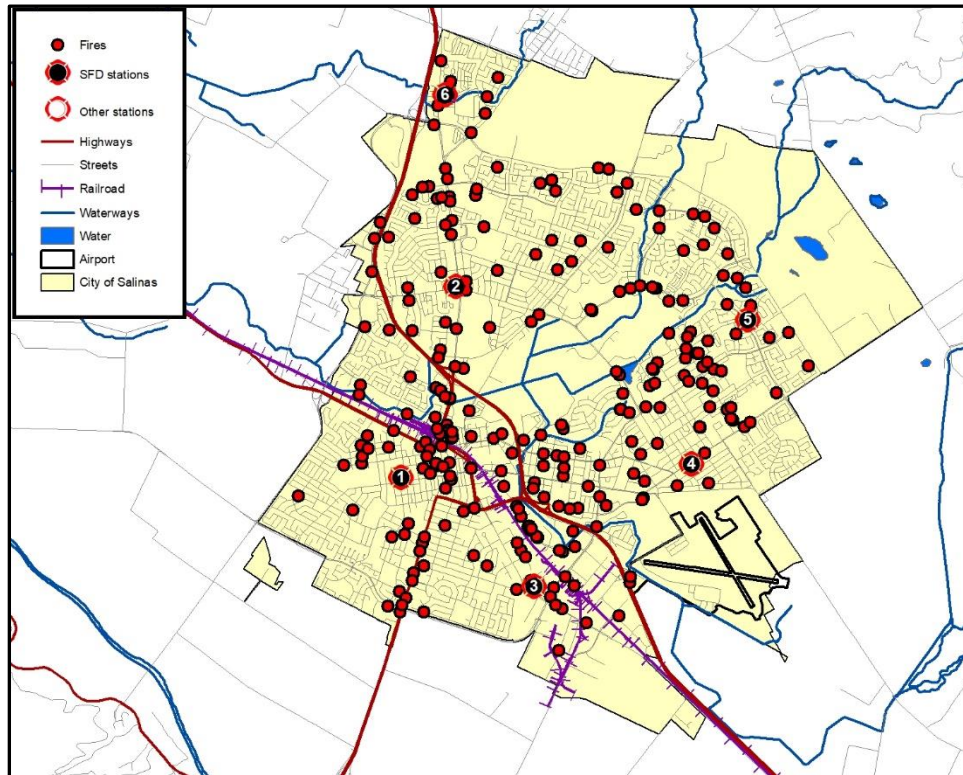 Fires
SFD stations
Other stations
Highways
Streets
Railroad
Waterways
Water
Airport
City of Salinas
6
2
5
4
1
3